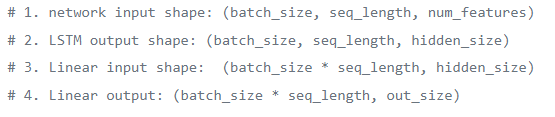 # 1. network input shape: (batch_size, seq_length, num_features)
# 2. LSTM output shape: (batch_size, seq_length, hidden_size)
# 3. Linear input shape:  (batch_size * seq_length, hidden_size)
# 4. Linear output: (batch_size * seq_length, out_size)